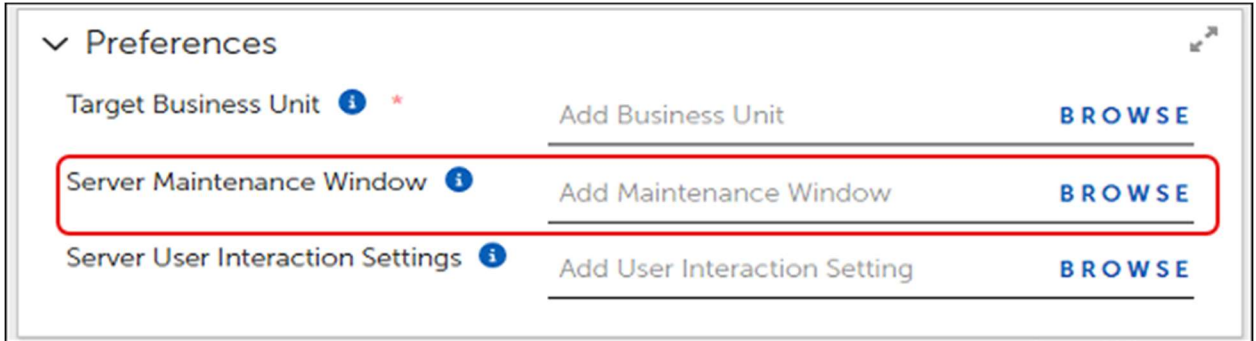 Preferences
Target Business Unit i * Add Business Unit BROWSE
Server Maintenance Window i Add Maintenance Window BROWSE
Server User Interaction Settings i Add User Interaction Setting BROWSE